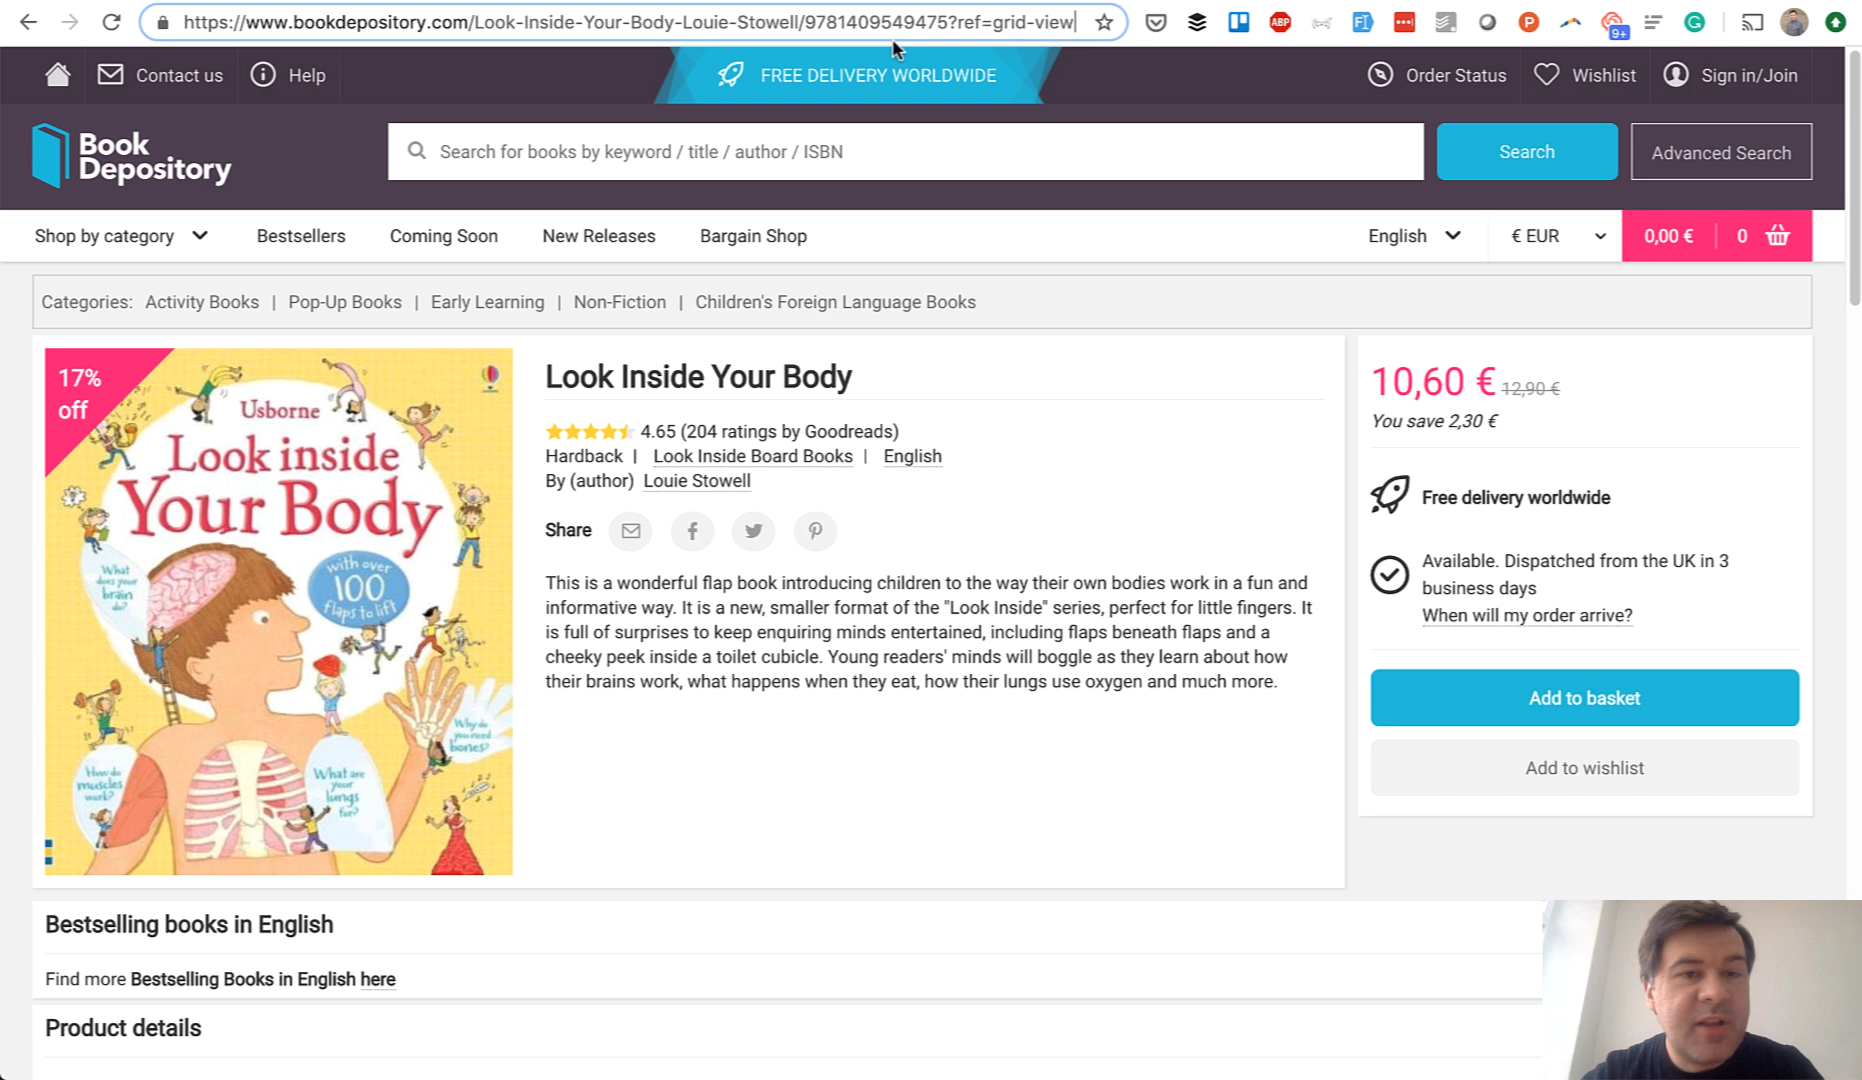 https://www.bookdepository.com/Look-Inside-Your-Body-Louie-Stowell/9781409549475?ref=grid-view
ABP
9+
Contact us
Help
FREE DELIVERY WORLDWIDE
Order Status
Wishlist
Sign in/Join
Book
Depository
Search for books by keyword / title / author / ISBN
Search
Advanced Search
Shop by category
Bestsellers
Coming Soon
New Releases
Bargain Shop
English
€ EUR
0,00 €
0
Categories: Activity Books | Pop-Up Books | Early Learning | Non-Fiction | Children's Foreign Language Books
17%
off
Usborne
Look inside
Your Body
with over
100
flaps to lift
What
does your
brain
do?
Why do
you need
bones?
How do
muscles
work?
What are
your
lungs
for?
Look Inside Your Body
4.65 (204 ratings by Goodreads)
Hardback | Look Inside Board Books | English
By (author) Louie Stowell
Share
This is a wonderful flap book introducing children to the way their own bodies work in a fun and
informative way. It is a new, smaller format of the "Look Inside" series, perfect for little fingers. It
is full of surprises to keep enquiring minds entertained, including flaps beneath flaps and a
cheeky peek inside a toilet cubicle. Young readers' minds will boggle as they learn about how
their brains work, what happens when they eat, how their lungs use oxygen and much more.
10,60 € 12,90 €
You save 2,30 €
Free delivery worldwide
Available. Dispatched from the UK in 3
business days
When will my order arrive?
Add to basket
Add to wishlist
Bestselling books in English
Find more Bestselling Books in English here
Product details